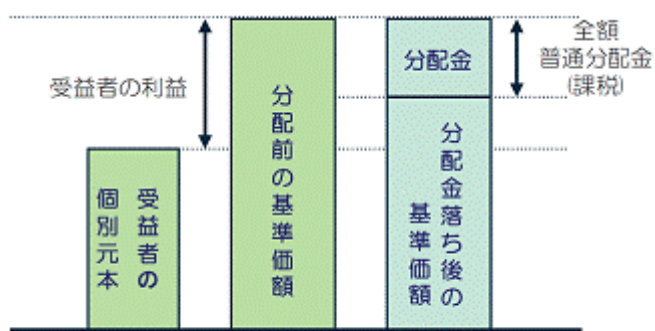 受益者の利益
受益者の
個別元本
分配前の基準価額
分配金
分配金落ち後の
基準価額
全額
普通分配金
(課税)